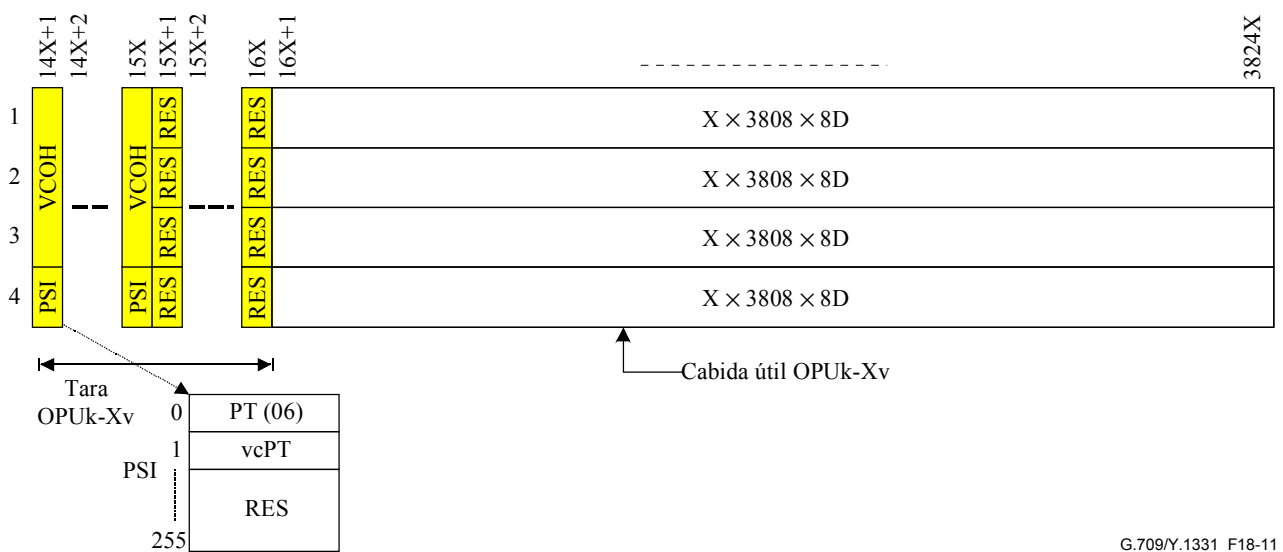 14X+1
14X+2
15X
15X+1
15X+2
16X
16X+1
3824X
1
VCOH
VCOH
RES
RES
X × 3808 × 8D
2
RES
RES
X × 3808 × 8D
3
RES
RES
X × 3808 × 8D
4
PSI
PSI
RES
RES
X × 3808 × 8D
Cabida útil OPUk-Xv
Tara
OPUk-Xv
0
PT (06)
1
vcPT
PSI
RES
255
G.709/Y.1331_F18-11